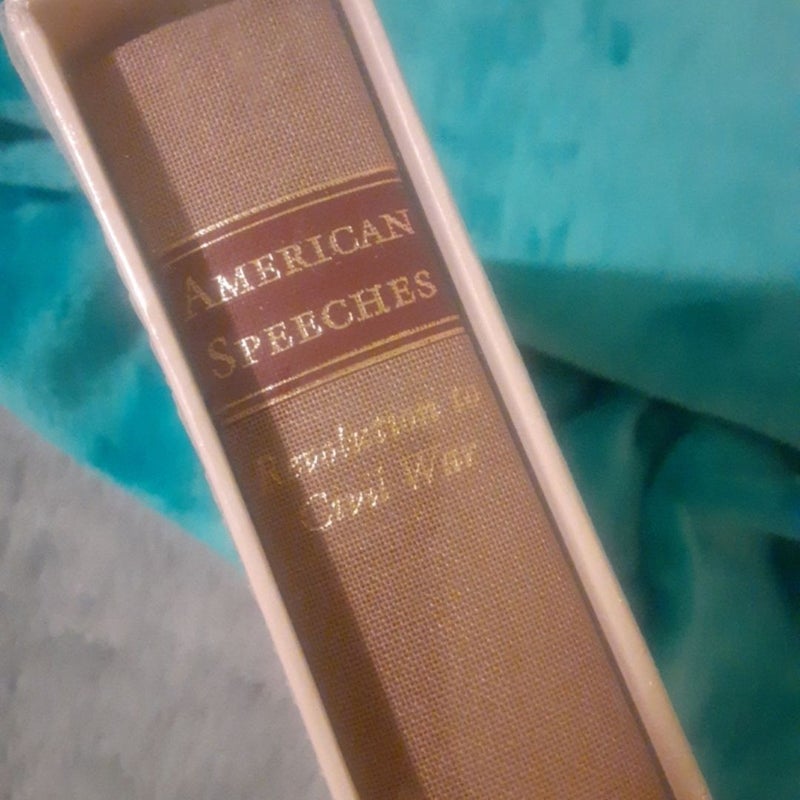 AMERICAN
SPEECHES
Revolution to
Civil War